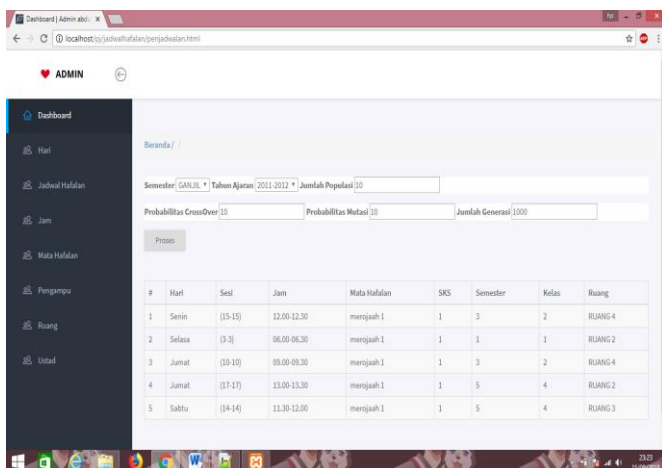 Dashboard | Admin abdi
localhost/pj/jadwalhafalan/penjadwalan.html
ADMIN
Dashboard
Hari
Jadwal Hafalan
Jam
Mata Hafalan
Pengampu
Ruang
Ustad
Beranda / /
Semester GANJIL Tahun Ajaran 2011-2012 Jumlah Populasi 10
Probabilitas CrossOver 10 Probabilitas Mutasi 10 Jumlah Generasi 1000
Proses
# Hari Sesi Jam Mata Hafalan SKS Semester Kelas Ruang
1 Senin (15-15) 12.00-12.30 merojaah 1 1 3 2 RUANG 4
2 Selasa (3-3) 06.00-06.30 merojaah 1 1 1 1 RUANG 2
3 Jumat (10-10) 09.00-09.30 merojaah 1 1 3 2 RUANG 4
4 Jumat (17-17) 13.00-13.30 merojaah 1 1 5 4 RUANG 2
5 Sabtu (14-14) 11.30-12.00 merojaah 1 1 5 4 RUANG 3
23:23